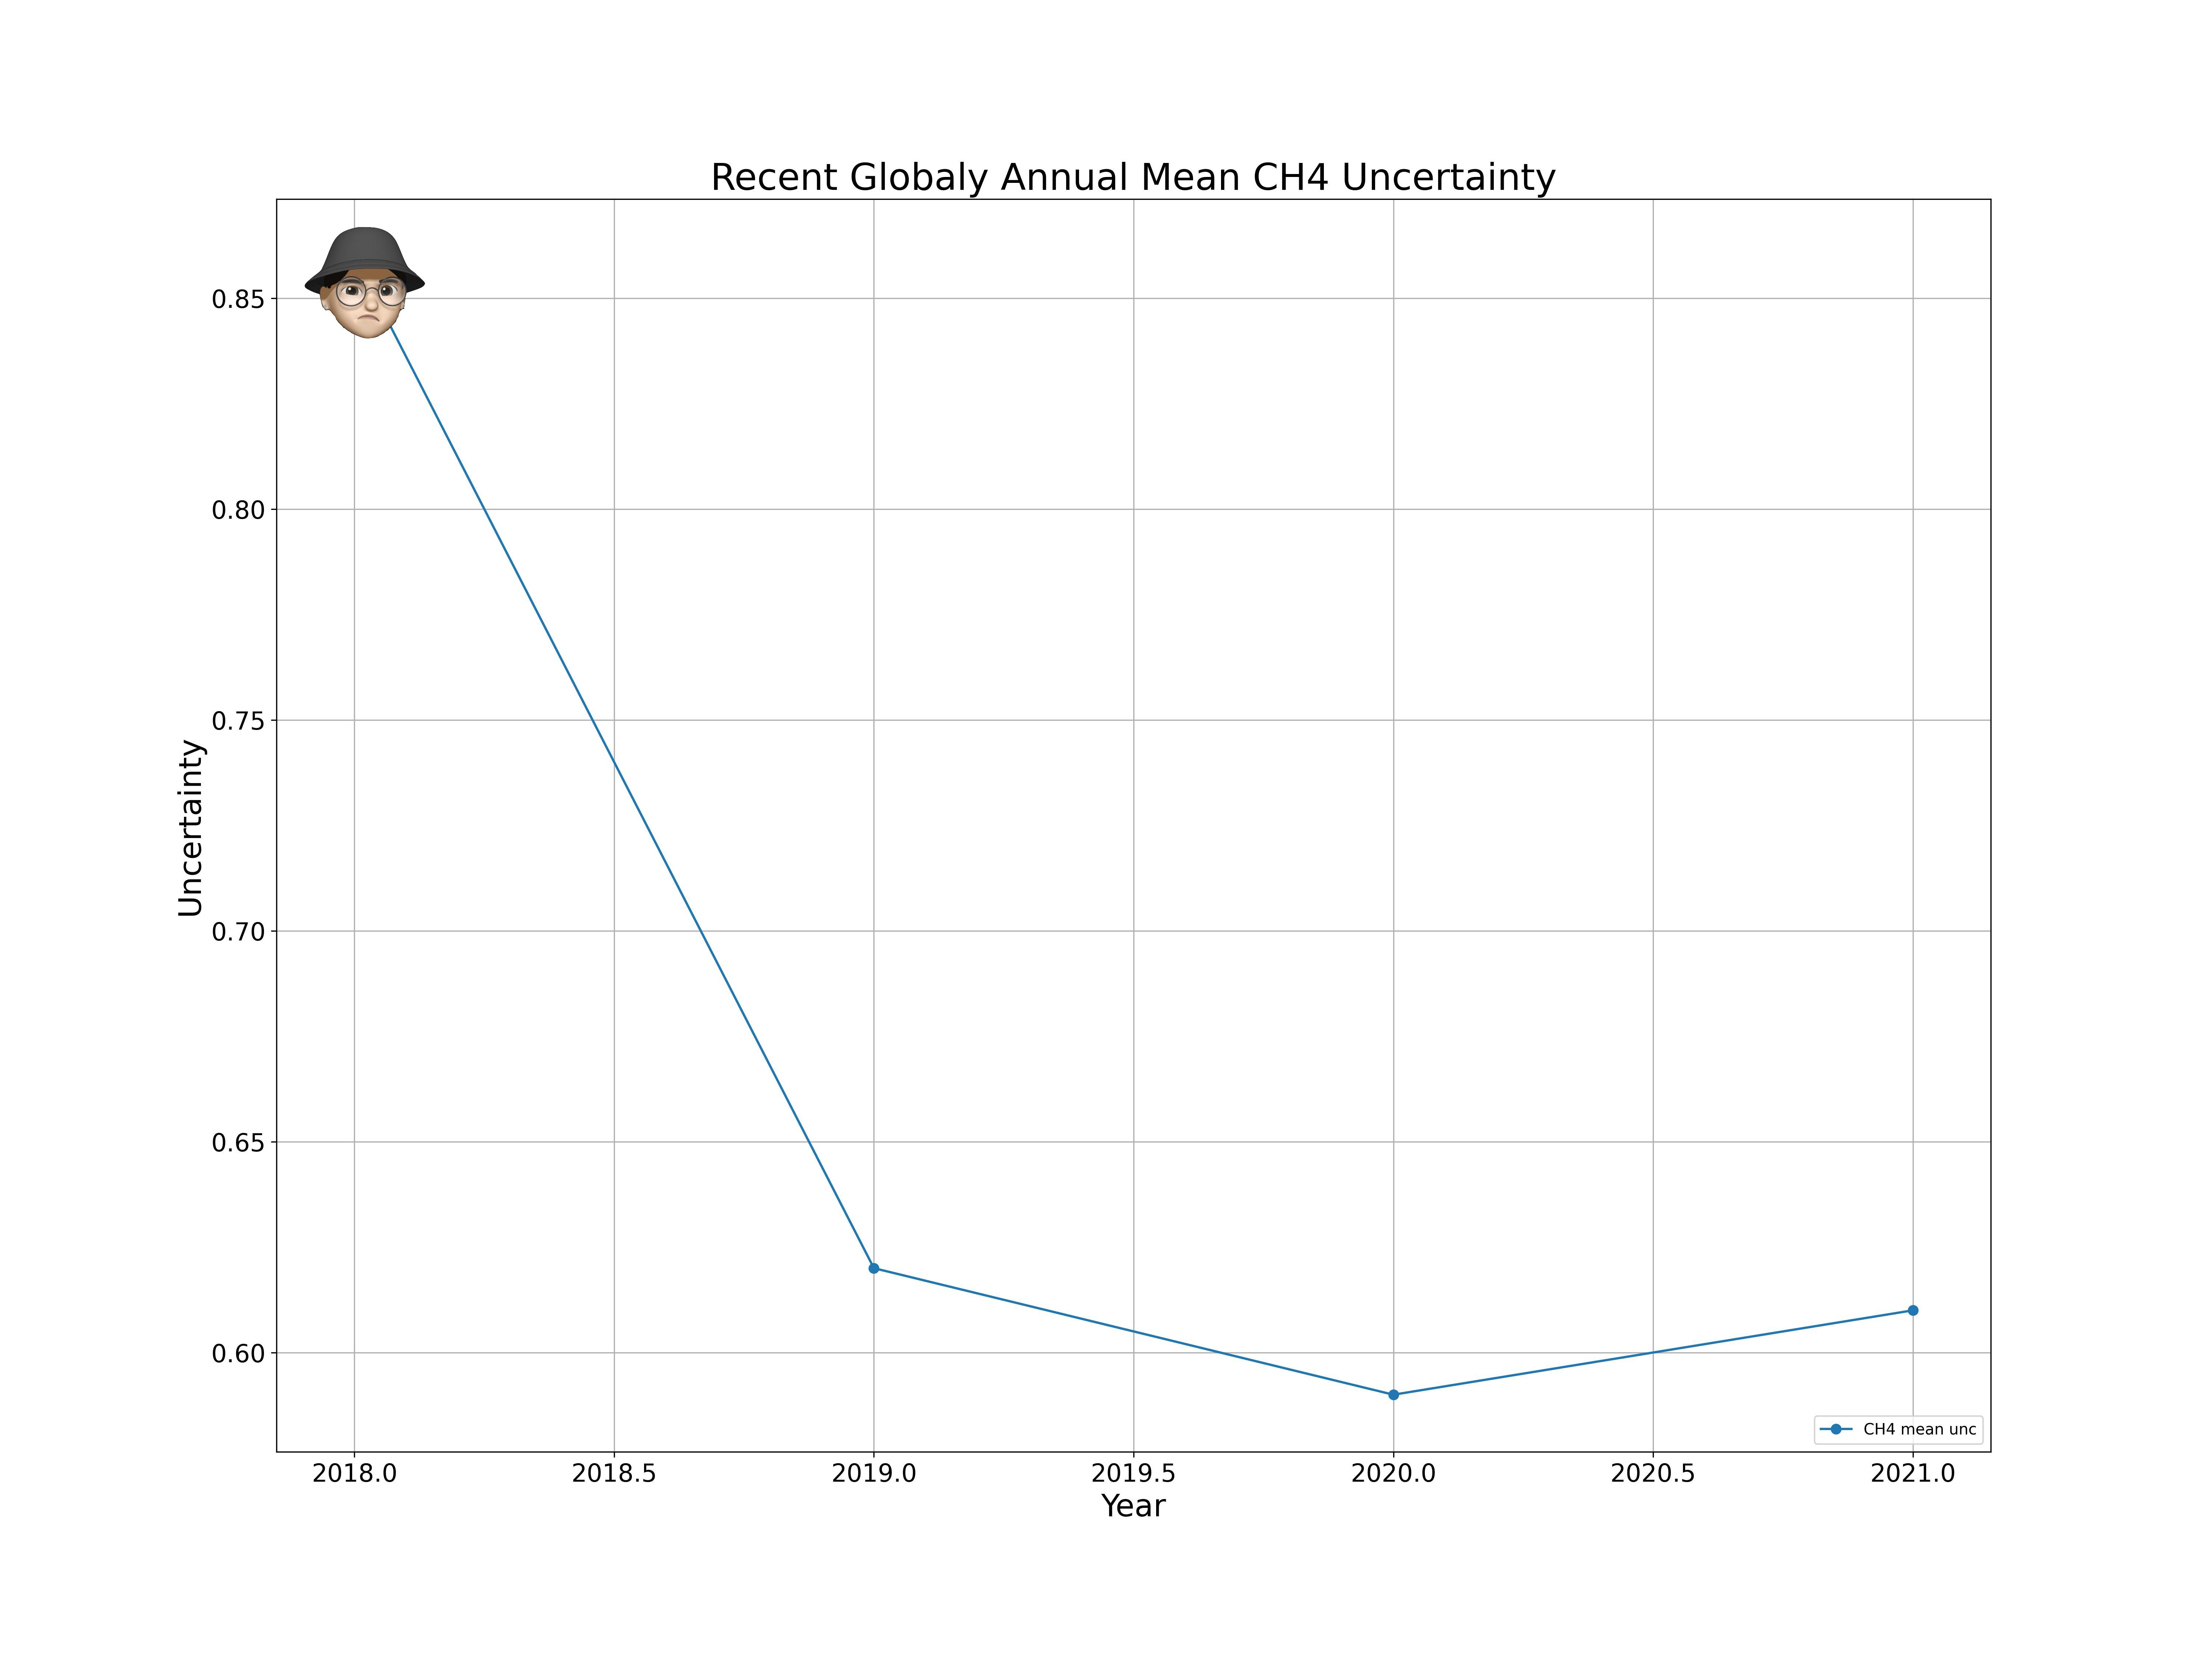 Recent Globaly Annual Mean CH4 Uncertainty
0.85
0.80
0.75
0.70
0.65
0.60
Uncertainty
2018.0 2018.5 2019.0 2019.5 2020.0 2020.5 2021.0
Year
CH4 mean unc